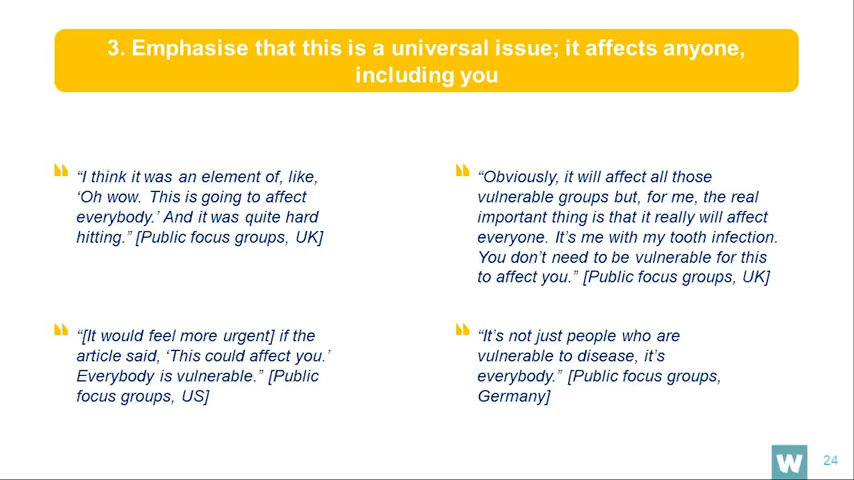 3. Emphasise that this is a universal issue; it affects anyone,
including you
“I think it was an element of, like,
‘Oh wow. This is going to affect
everybody.’ And it was quite hard
hitting.” [Public focus groups, UK]
“Obviously, it will affect all those
vulnerable groups but, for me, the real
important thing is that it really will affect
everyone. It’s me with my tooth infection.
You don’t need to be vulnerable for this
to affect you.” [Public focus groups, UK]
“[It would feel more urgent] if the
article said, ‘This could affect you.’
Everybody is vulnerable.” [Public
focus groups, US]
“It’s not just people who are
vulnerable to disease, it’s
everybody.” [Public focus groups,
Germany]
W
24